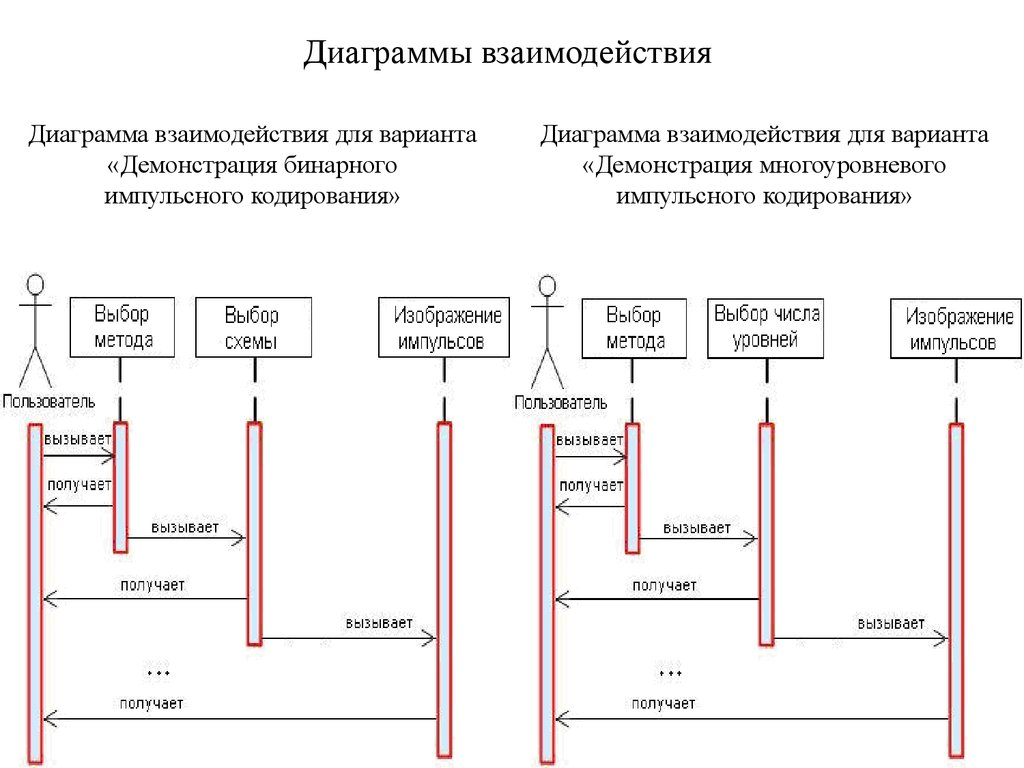 Диаграммы взаимодействия
Диаграмма взаимодействия для варианта
«Демонстрация бинарного
импульсного кодирования»
Диаграмма взаимодействия для варианта
«Демонстрация многоуровневого
импульсного кодирования»
Выбор
метода
Выбор
схемы
Изображение
импульсов
Пользователь
вызывает
получает
вызывает
получает
вызывает
...
получает
Выбор
метода
Выбор числа
уровней
Изображение
импульсов
Пользователь
вызывает
получает
вызывает
получает
вызывает
...
получает